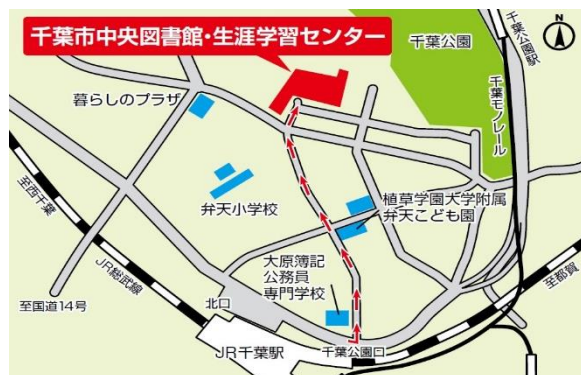 千葉市中央図書館・生涯学習センター
千葉公園
千葉公園駅
千葉モノレール
N
暮らしのプラザ
弁天小学校
植草学園大学附属
弁天こども園
大原簿記
公務員
専門学校
至西千葉
JR総武線
至国道14号
北口
JR千葉駅
千葉公園口
至都賀